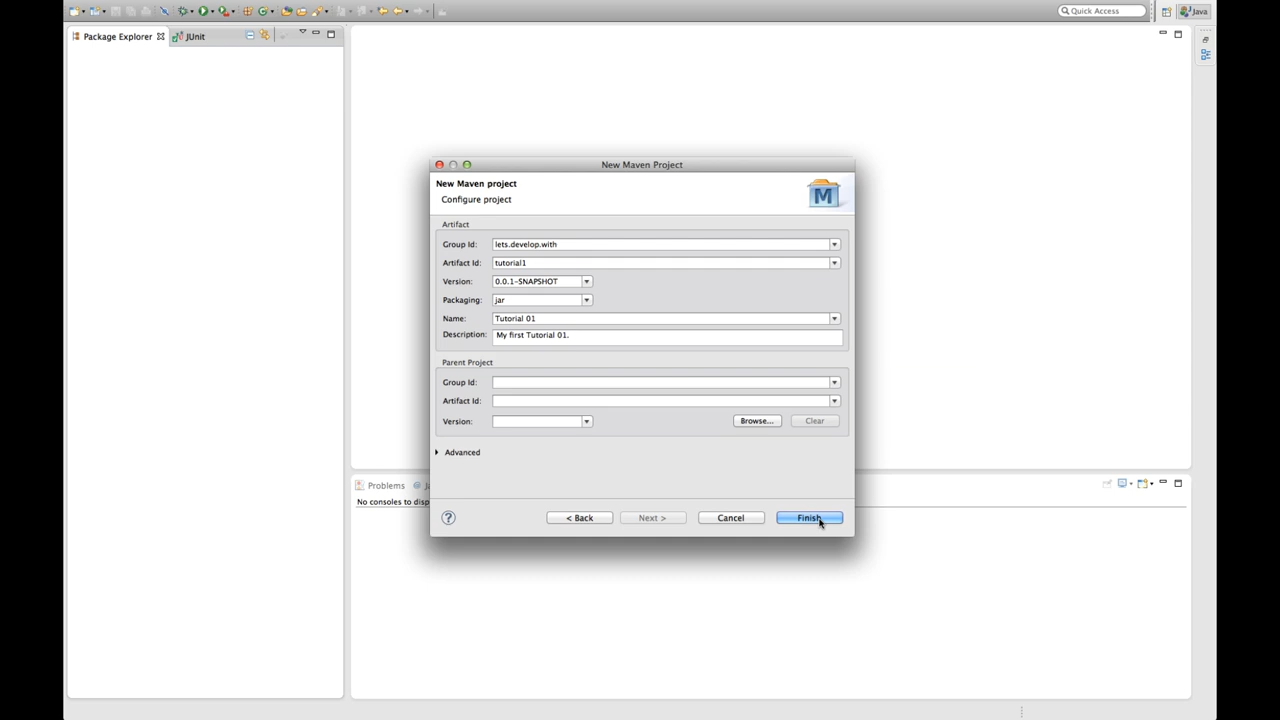 Quick Access
Java
Package Explorer
JUnit
New Maven Project
New Maven project
Configure project
M
Artifact
Group Id: lets.develop.with
Artifact Id: tutorial1
Version: 0.0.1-SNAPSHOT
Packaging: jar
Name: Tutorial 01
Description: My first Tutorial 01.
Parent Project
Group Id:
Artifact Id:
Version:
Browse... Clear
Advanced
Problems @ Ja
No consoles to disp
? < Back Next > Cancel Finish